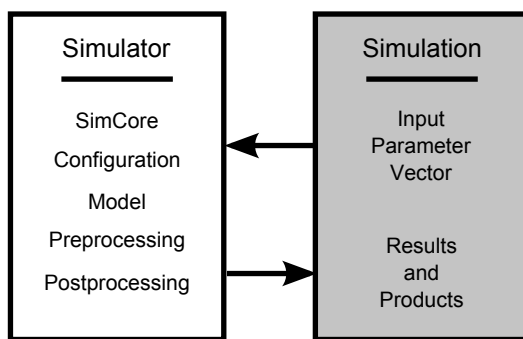 Simulator
SimCore
Configuration
Model
Preprocessing
Postprocessing
Simulation
Input
Parameter
Vector
Results
and
Products